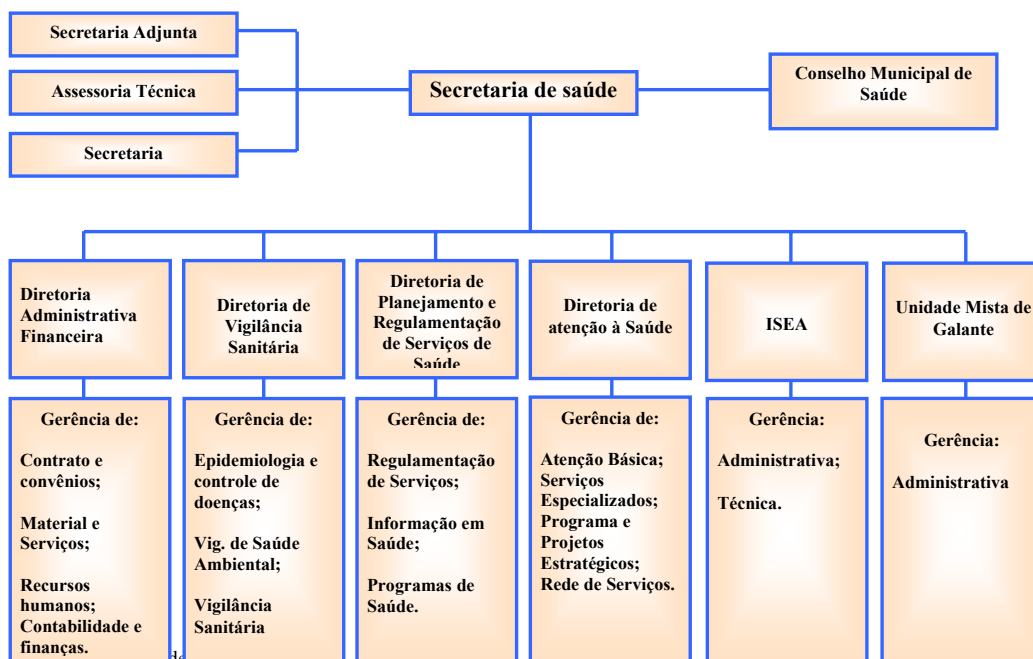 Secretaria Adjunta
Assessoria Técnica
Secretaria
Secretaria de saúde
Conselho Municipal de
Saúde
Diretoria
Administrativa
Financeira
Diretoria de
Vigilância
Sanitária
Diretoria de
Planejamento e
Regulamentação
de Serviços de
Saúde
Diretoria de
atenção à Saúde
ISEA
Unidade Mista de
Galante
Gerência de:
Contrato e
convênios;
Material e
Serviços;
Recursos
humanos;
Contabilidade e
finanças.
Gerência de:
Epidemiologia e
controle de
doenças;
Vig. de Saúde
Ambiental;
Vigilância
Sanitária
Gerência de:
Regulamentação
de Serviços;
Informação em
Saúde;
Programas de
Saúde.
Gerência de:
Atenção Básica;
Serviços
Especializados;
Programa e
Projetos
Estratégicos;
Rede de Serviços.
Gerência:
Administrativa;
Técnica.
Gerência:
Administrativa